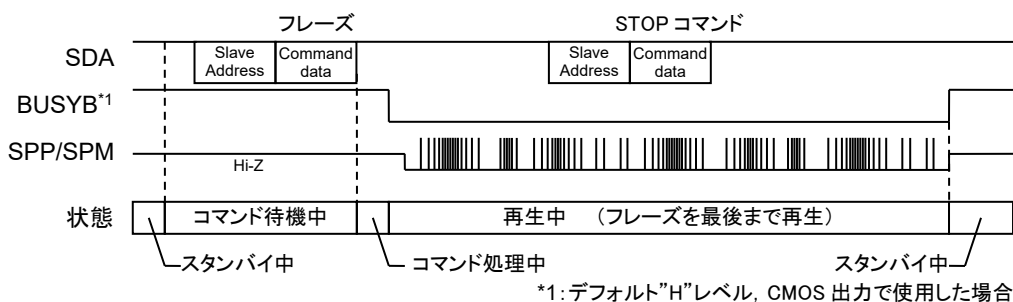 フレーズ
STOP コマンド
SDA
Slave Address
Command data
Slave Address
Command data
BUSYB*1
SPP/SPM
Hi-Z
状態
コマンド待機中
再生中 （フレーズを最後まで再生）
スタンバイ中
コマンド処理中
スタンバイ中
*1：デフォルト”H”レベル， CMOS 出力で使用した場合